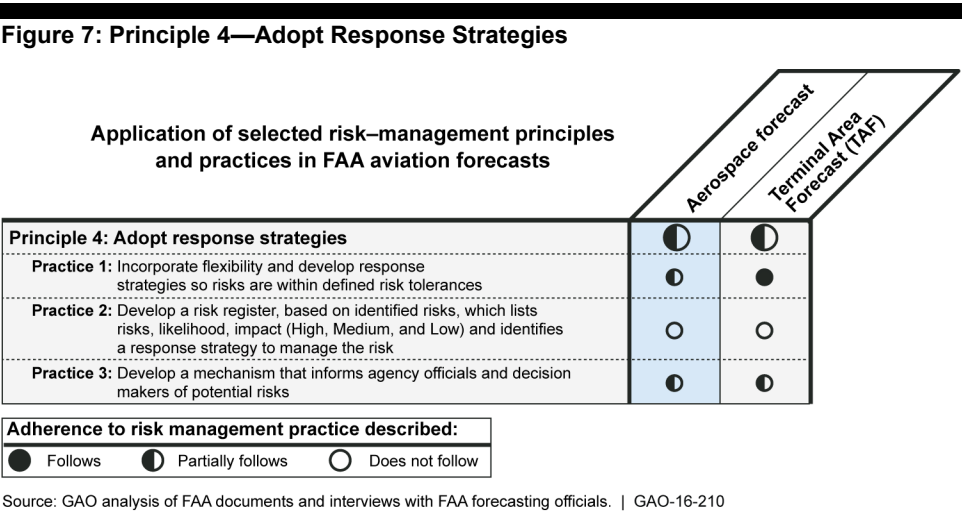 Figure 7: Principle 4—Adopt Response Strategies
Application of selected risk–management principles
and practices in FAA aviation forecasts
Aerospace forecast
Terminal Area
Forecast (TAF)
Principle 4: Adopt response strategies
Practice 1: Incorporate flexibility and develop response
strategies so risks are within defined risk tolerances
Practice 2: Develop a risk register, based on identified risks, which lists
risks, likelihood, impact (High, Medium, and Low) and identifies
a response strategy to manage the risk
Practice 3: Develop a mechanism that informs agency officials and decision
makers of potential risks
Adherence to risk management practice described:
Follows Partially follows Does not follow
Source: GAO analysis of FAA documents and interviews with FAA forecasting officials. | GAO-16-210